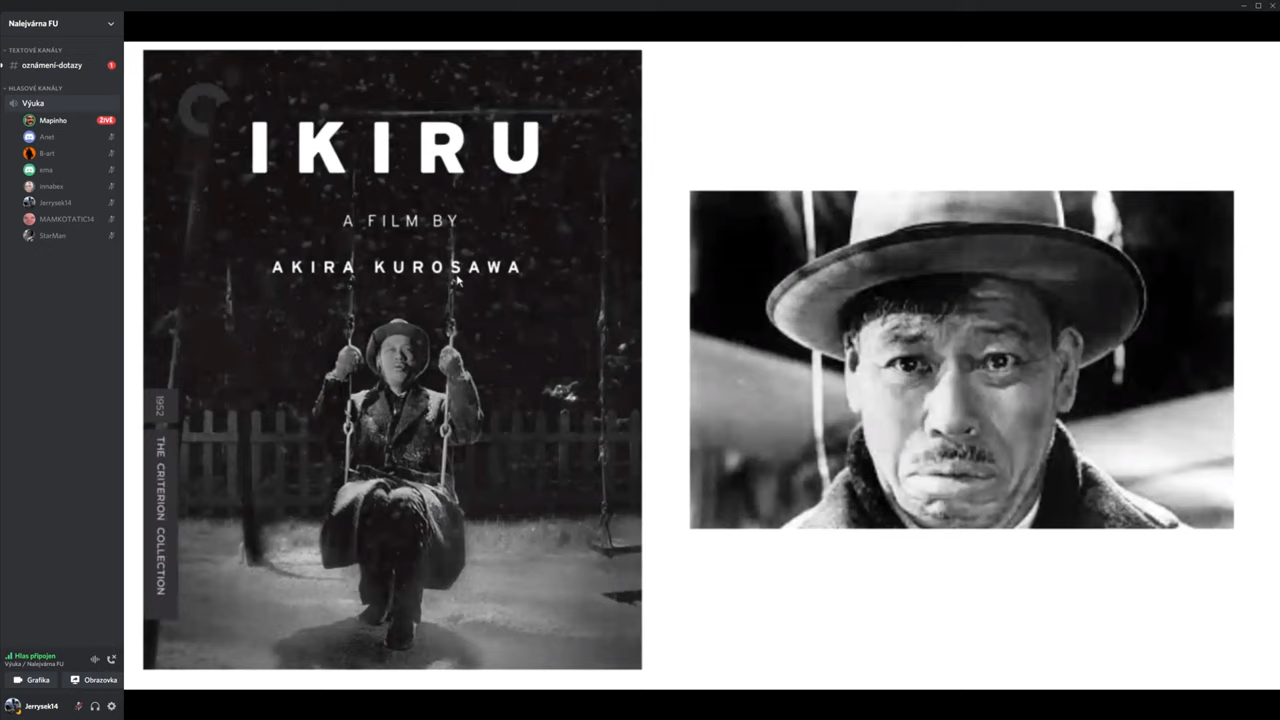 Nalejvárna FU
TEXTOVÉ KANÁLY
oznámení-dotazy
1
HLASOVÉ KANÁLY
Výuka
Mapinho
ŽIVĚ
Anet
B-art
ema
innabex
Jerrysek14
MAMKOTATIC14
StarMan
Hlas připojen
Výuka / Nalejvárna FU
Grafika
Obrazovka
Jerrysek14
IKIRU
A FILM BY
AKIRA KUROSAWA
1952
THE CRITERION COLLECTION